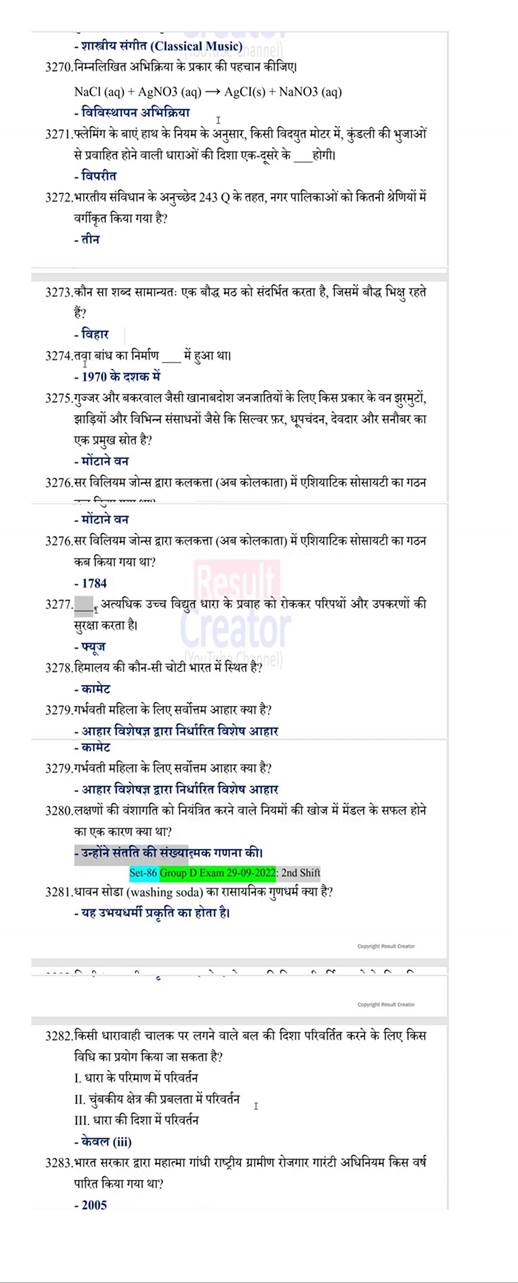 - शास्त्रीय संगीत (Classical Music)
3270.निम्नलिखित अभिक्रिया के प्रकार की पहचान कीजिए।
NaCl (aq) + AgNO3 (aq) → AgCI(s) + NaNO3 (aq)
- द्विविस्थापन अभिक्रिया
3271.फ्लेमिंग के बाएं हाथ के नियम के अनुसार, किसी विदयुत मोटर में, कुंडली की भुजाओं
से प्रवाहित होने वाली धाराओं की दिशा एक-दूसरे के ___होगी।
- विपरीत
3272.भारतीय संविधान के अनुच्छेद 243 Q के तहत, नगर पालिकाओं को कितनी श्रेणियों में
वर्गीकृत किया गया है?
- तीन
3273.कौन सा शब्द सामान्यतः एक बौद्ध मठ को संदर्भित करता है, जिसमें बौद्ध भिक्षु रहते
हैं?
- विहार
3274.तवा बांध का निर्माण ___ में हुआ था।
- 1970 के दशक में
3275.गुज्जर और बकरवाल जैसी खानाबदोश जनजातियों के लिए किस प्रकार के वन झुरमुटों,
झाड़ियों और विभिन्न संसाधनों जैसे कि सिल्वर फ़र, धूपचंदन, देवदार और सनौबर का
एक प्रमुख स्रोत है?
- मोंटाने वन
3276.सर विलियम जोन्स द्वारा कलकत्ता (अब कोलकाता) में एशियाटिक सोसायटी का गठन
- मोंटाने वन
3276.सर विलियम जोन्स द्वारा कलकत्ता (अब कोलकाता) में एशियाटिक सोसायटी का गठन
कब किया गया था?
- 1784
Result
3277.___ अत्यधिक उच्च विद्युत धारा के प्रवाह को रोककर परिपथों और उपकरणों की
सुरक्षा करता है।
Creator
- फ्यूज
(YouTube Channel)
3278.हिमालय की कौन-सी चोटी भारत में स्थित है?
- कामेट
3279.गर्भवती महिला के लिए सर्वोत्तम आहार क्या है?
- आहार विशेषज्ञ द्वारा निर्धारित विशेष आहार
- कामेट
3279.गर्भवती महिला के लिए सर्वोत्तम आहार क्या है?
- आहार विशेषज्ञ द्वारा निर्धारित विशेष आहार
3280.लक्षणों की वंशागति को नियंत्रित करने वाले नियमों की खोज में मेंडल के सफल होने
का एक कारण क्या था?
- उन्होंने संतति की संख्यात्मक गणना की।
Set-86 Group D Exam 29-09-2022: 2nd Shift
3281.धावन सोडा (washing soda) का रासायनिक गुणधर्म क्या है?
- यह उभयधर्मी प्रकृति का होता है।
Copyright Result Creator
Copyright Result Creator
3282.किसी धारावाही चालक पर लगने वाले बल की दिशा परिवर्तित करने के लिए किस
विधि का प्रयोग किया जा सकता है?
I. धारा के परिमाण में परिवर्तन
II. चुंबकीय क्षेत्र की प्रबलता में परिवर्तन
III. धारा की दिशा में परिवर्तन
- केवल (iii)
3283.भारत सरकार द्वारा महात्मा गांधी राष्ट्रीय ग्रामीण रोजगार गारंटी अधिनियम किस वर्ष
पारित किया गया था?
- 2005